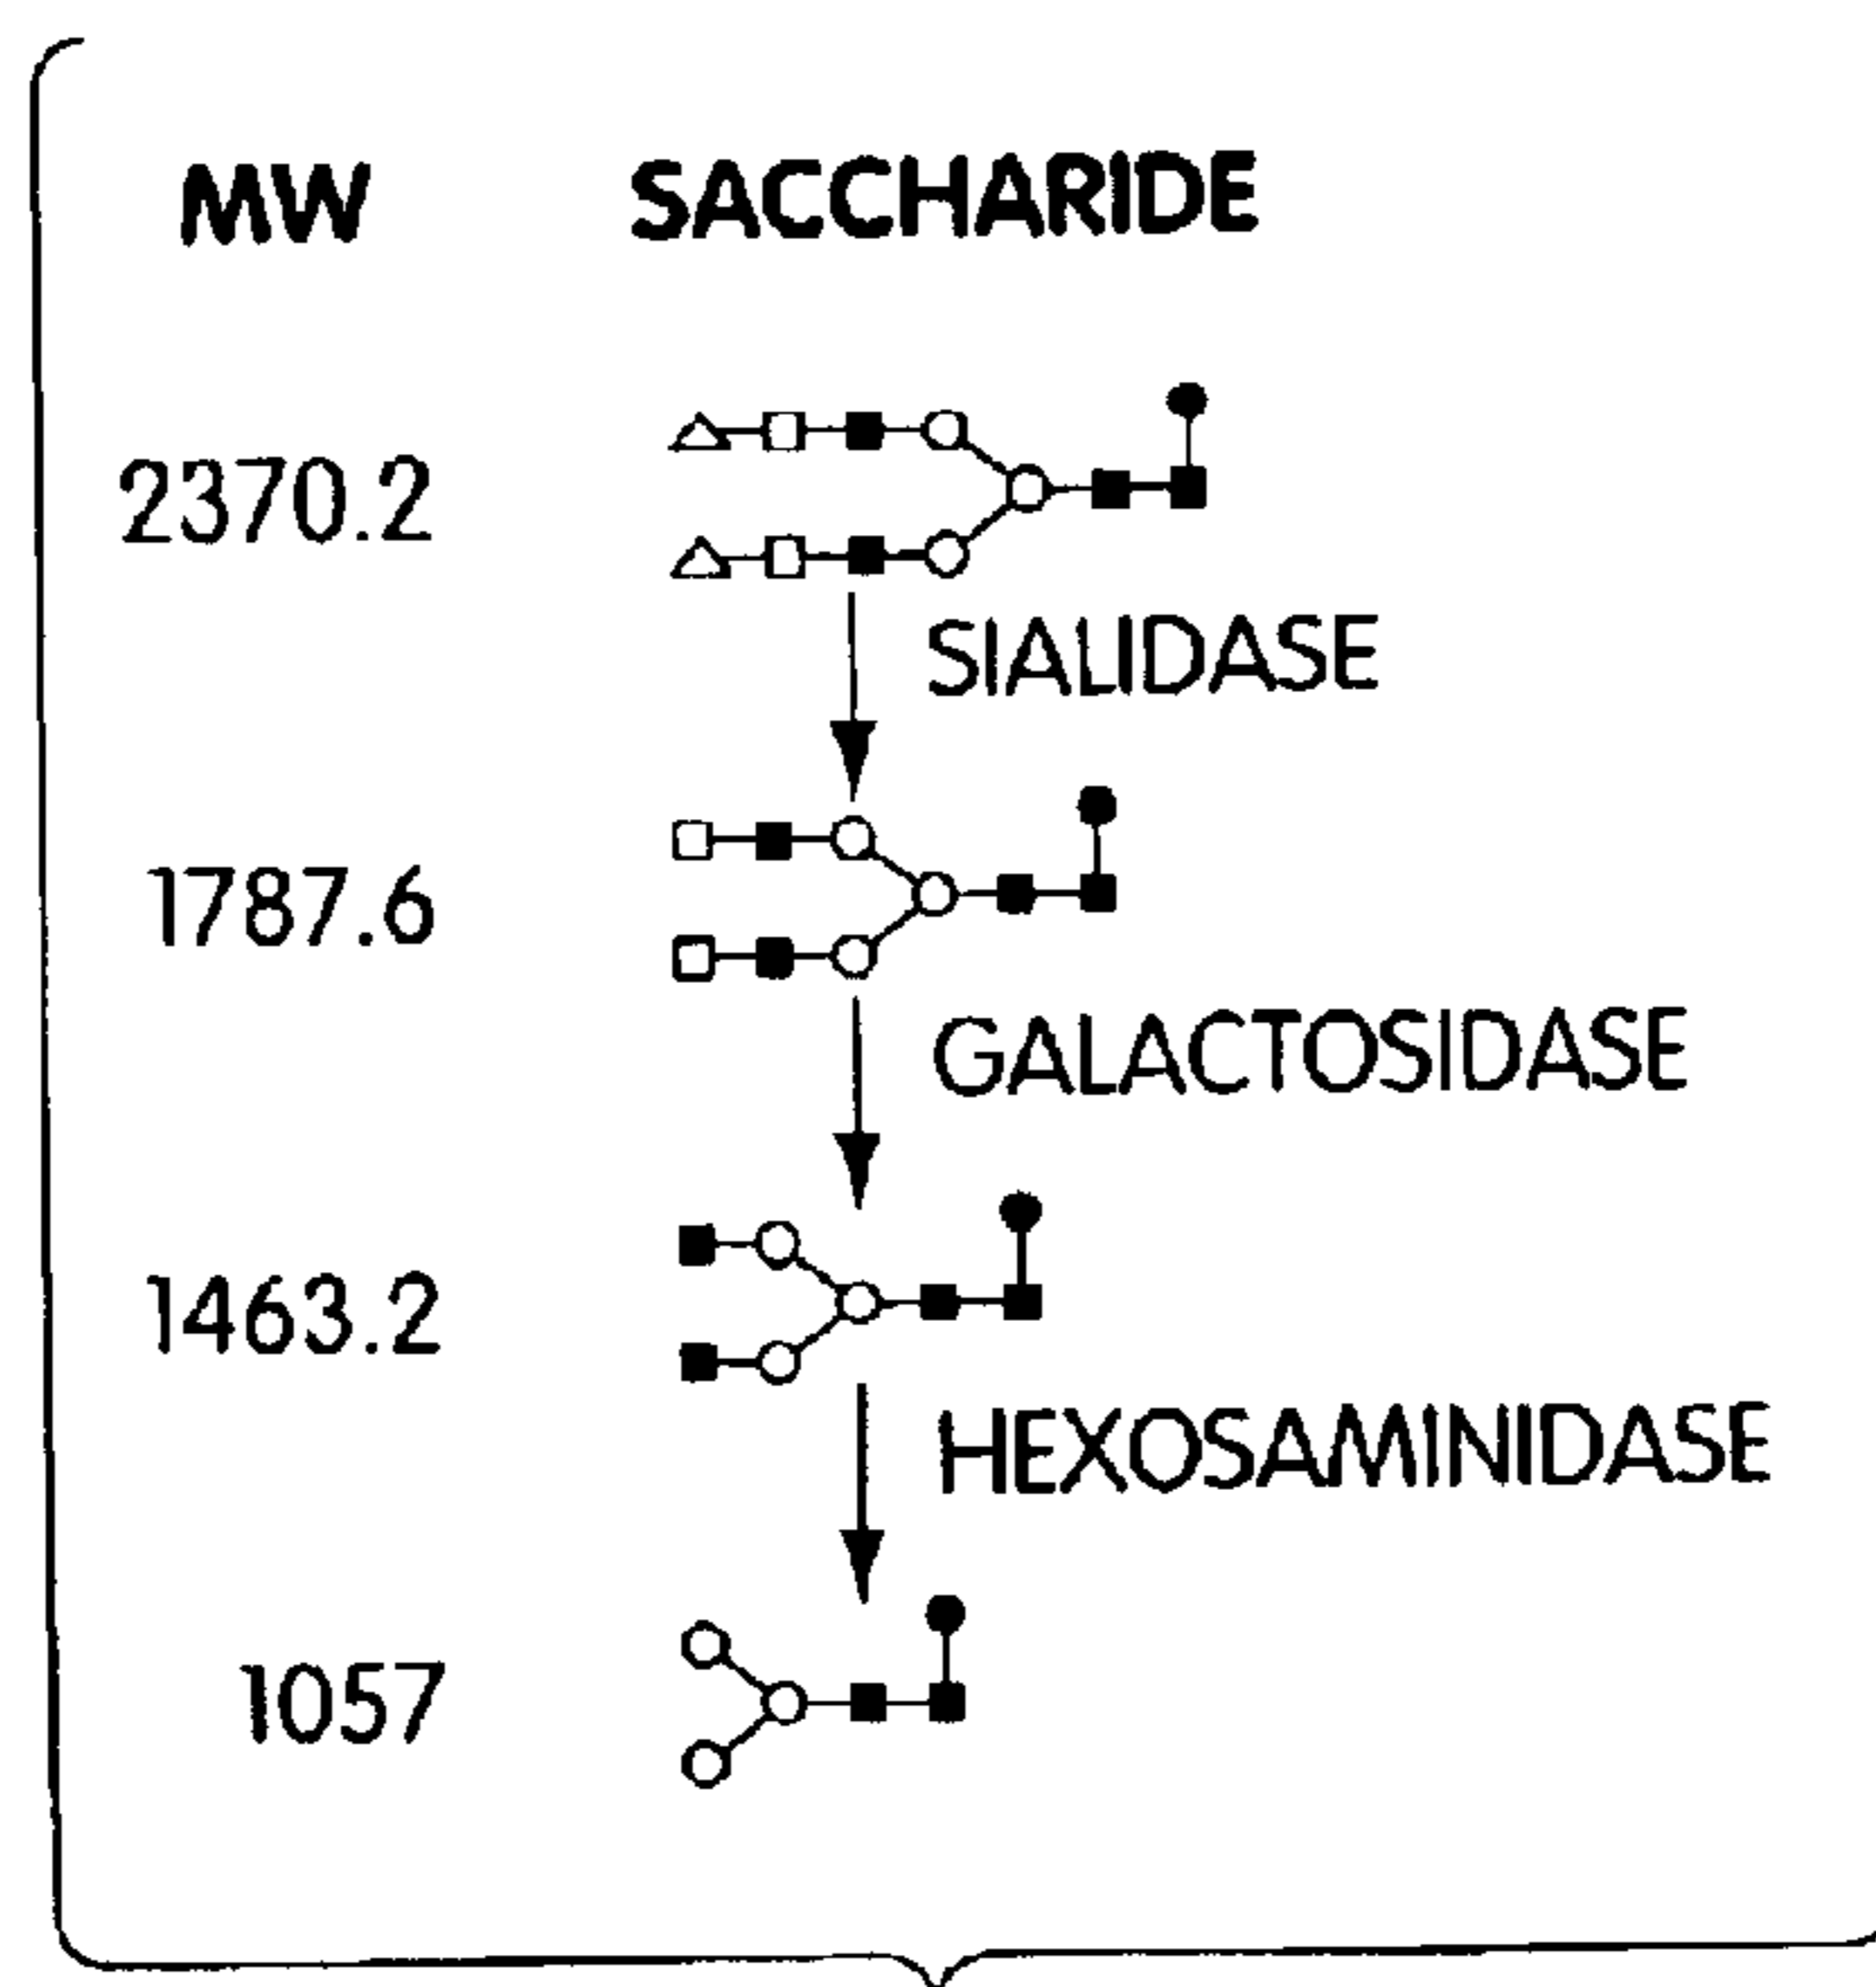 MW SACCHARIDE
2370.2
SIALIDASE
1787.6
GALACTOSIDASE
1463.2
HEXOSAMINIDASE
1057